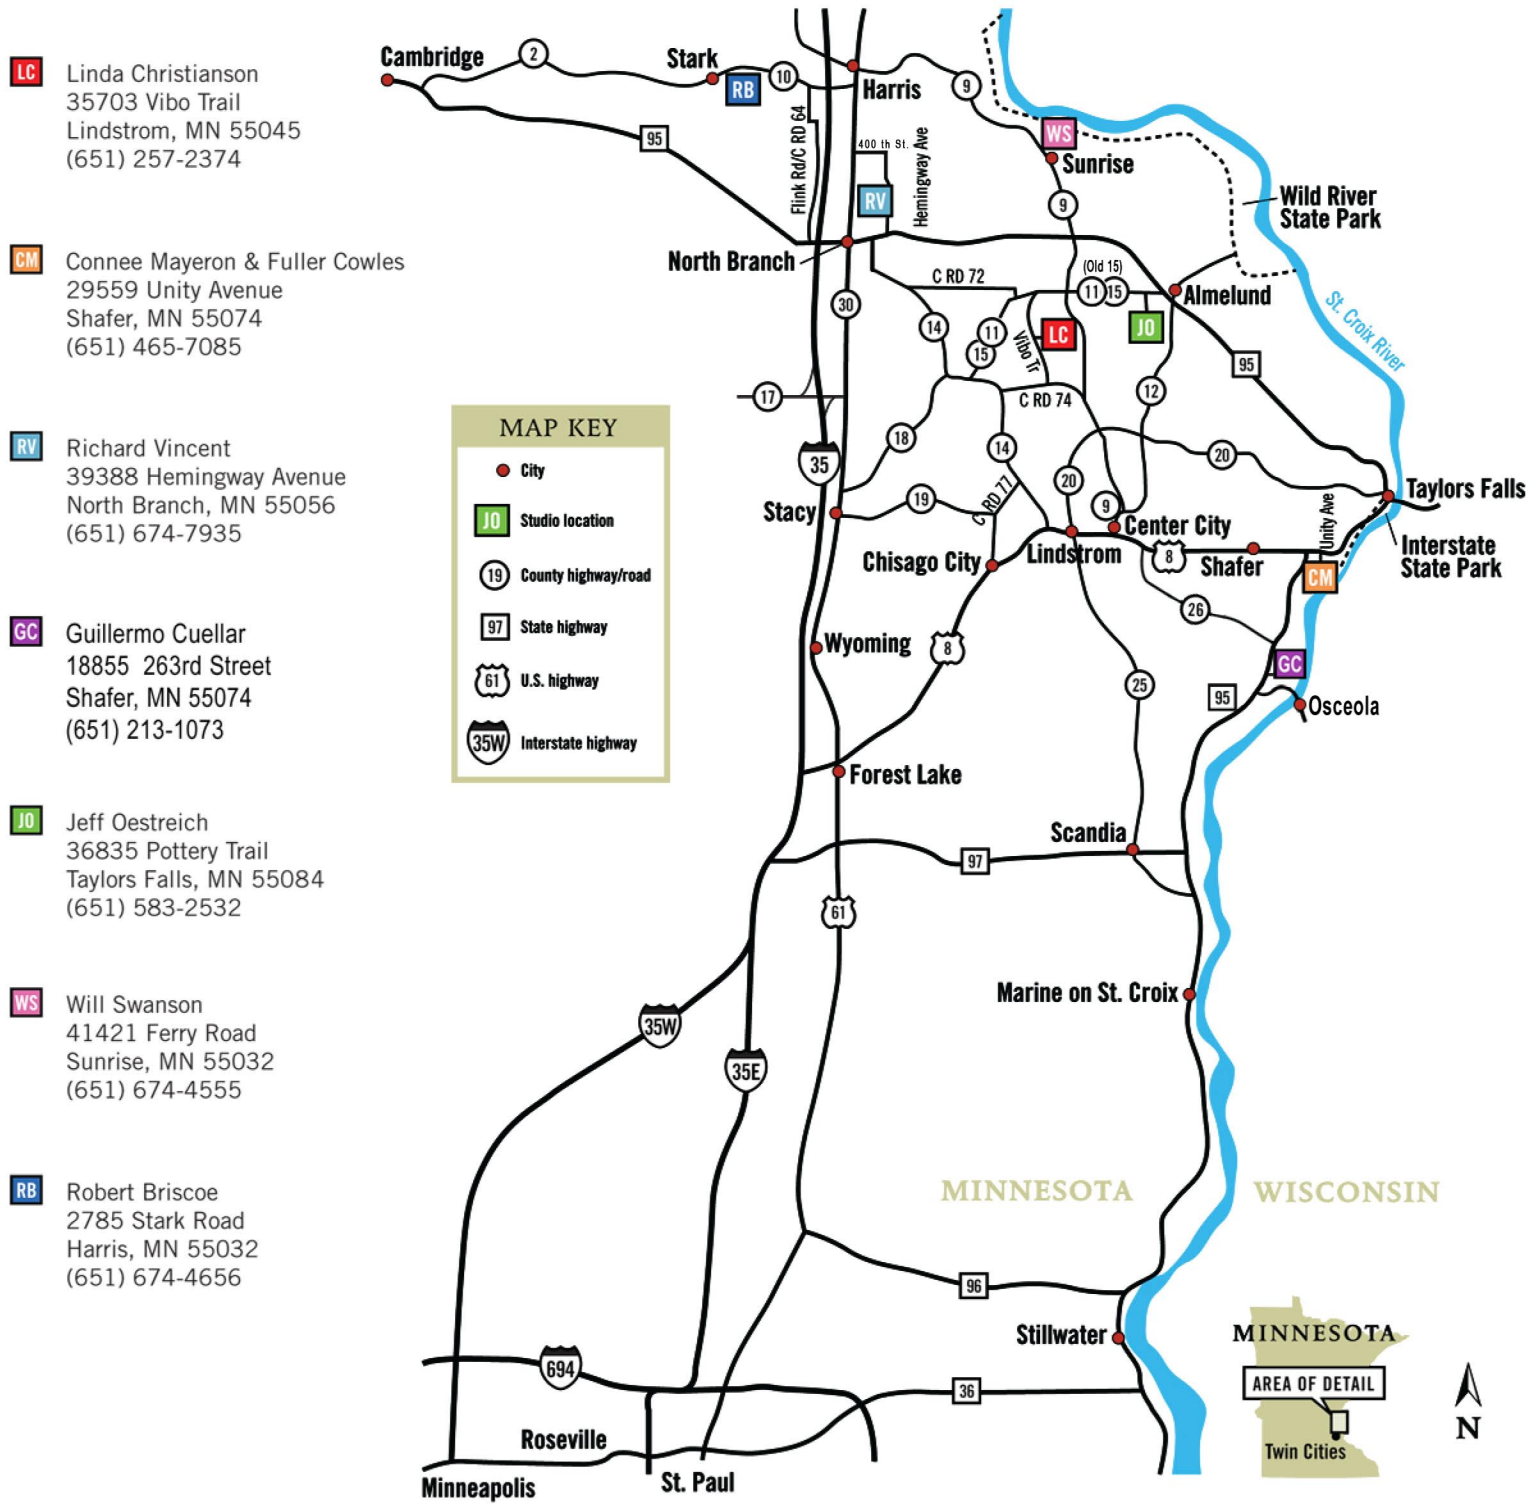 LC
Linda Christianson
35703 Vibo Trail
Lindstrom, MN 55045
(651) 257-2374
CM
Connee Mayeron & Fuller Cowles
29559 Unity Avenue
Shafer, MN 55074
(651) 465-7085
RV
Richard Vincent
39388 Hemingway Avenue
North Branch, MN 55056
(651) 674-7935
GC
Guillermo Cuellar
18855  263rd Street
Shafer, MN 55074
(651) 213-1073
JO
Jeff Oestreich
36835 Pottery Trail
Taylors Falls, MN 55084
(651) 583-2532
WS
Will Swanson
41421 Ferry Road
Sunrise, MN 55032
(651) 674-4555
RB
Robert Briscoe
2785 Stark Road
Harris, MN 55032
(651) 674-4656
MAP KEY
City
JO Studio location
19 County highway/road
97 State highway
61 U.S. highway
35W Interstate highway
Cambridge
2
Stark
RB
10
Harris
9
95
Flink Rd/C RD 64
400 th St.
Hemingway Ave
RV
WS
Sunrise
9
Wild River
State Park
North Branch
C RD 72
(Old 15)
11 15
Almelund
St. Croix River
30
14
11
15
Vibo Tr
LC
JO
95
17
C RD 74
12
18
14
20
20
35
Stacy
19
C RD 77
9
Center City
Unity Ave
Taylors Falls
Chisago City
Lindstrom
8
Shafer
Interstate
State Park
CM
26
Wyoming
8
GC
25
95
Osceola
Forest Lake
Scandia
97
61
Marine on St. Croix
35W
35E
MINNESOTA
WISCONSIN
96
Stillwater
694
36
Roseville
Minneapolis
St. Paul
MINNESOTA
AREA OF DETAIL
Twin Cities
N